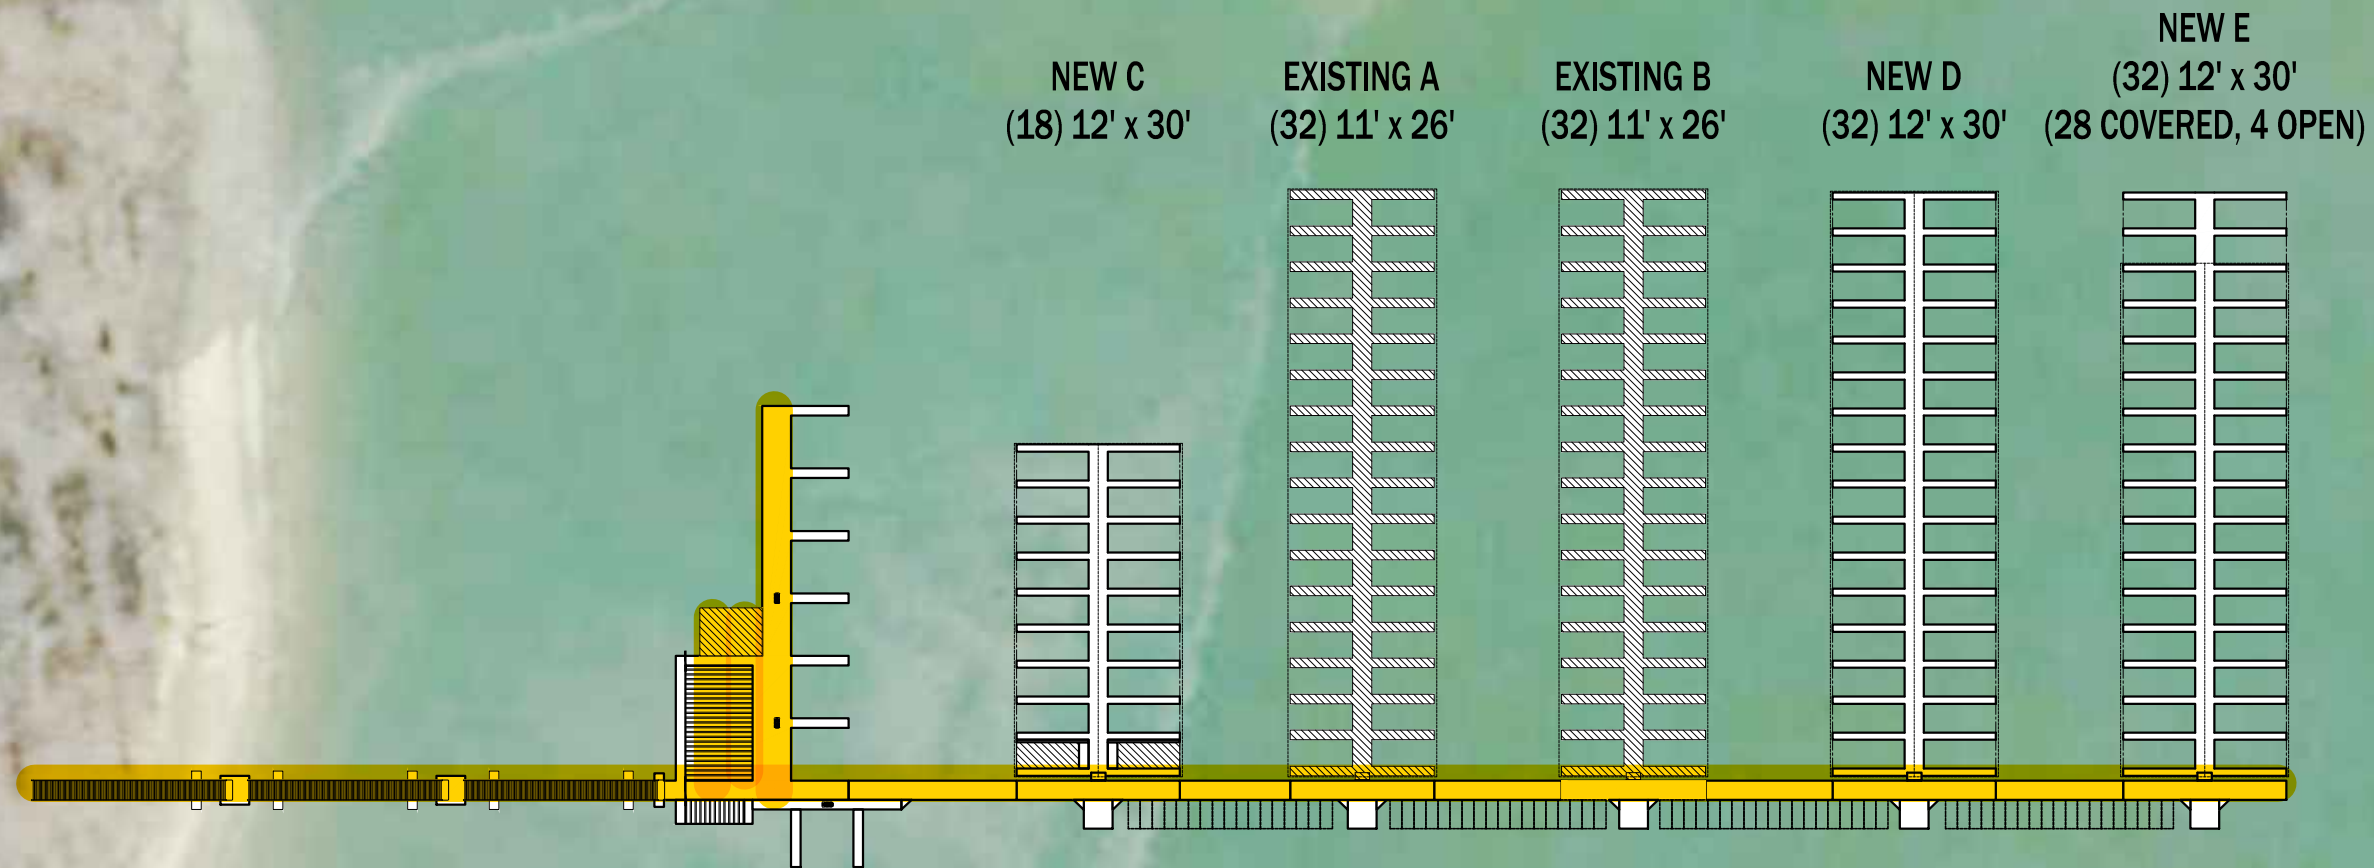 NEW C
(18) 12' x 30'
EXISTING A
(32) 11' x 26'
EXISTING B
(32) 11' x 26'
NEW D
(32) 12' x 30'
NEW E
(32) 12' x 30'
(28 COVERED, 4 OPEN)